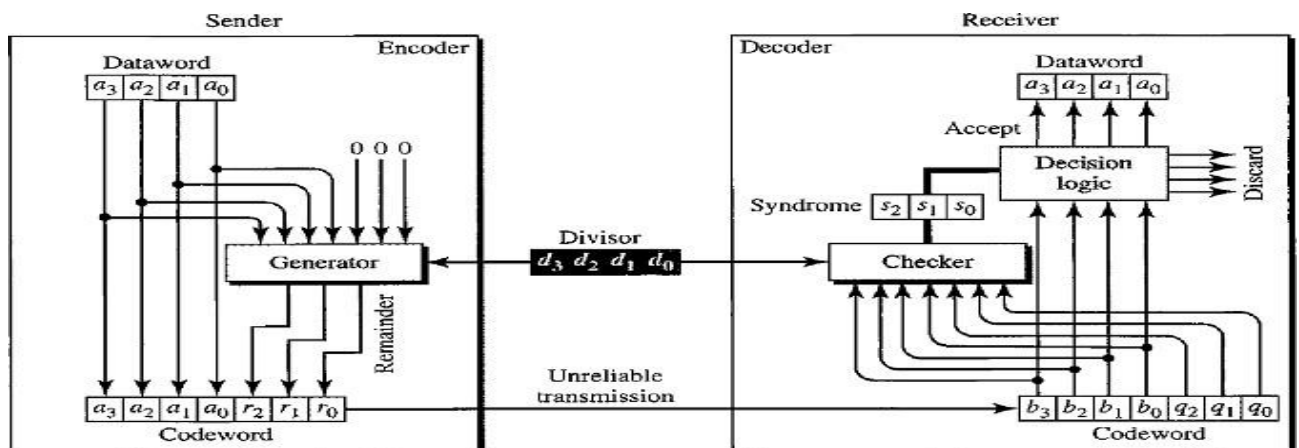 Sender
Receiver
Encoder
Decoder
Dataword
Dataword
a3 a2 a1 a0
a3 a2 a1 a0
Accept
0 0 0
Decision
logic
Discard
Syndrome s2 s1 s0
Divisor
Generator
d3 d2 d1 d0
Checker
Remainder
Unreliable
transmission
a3 a2 a1 a0 r2 r1 r0
b3 b2 b1 b0 q2 q1 q0
Codeword
Codeword